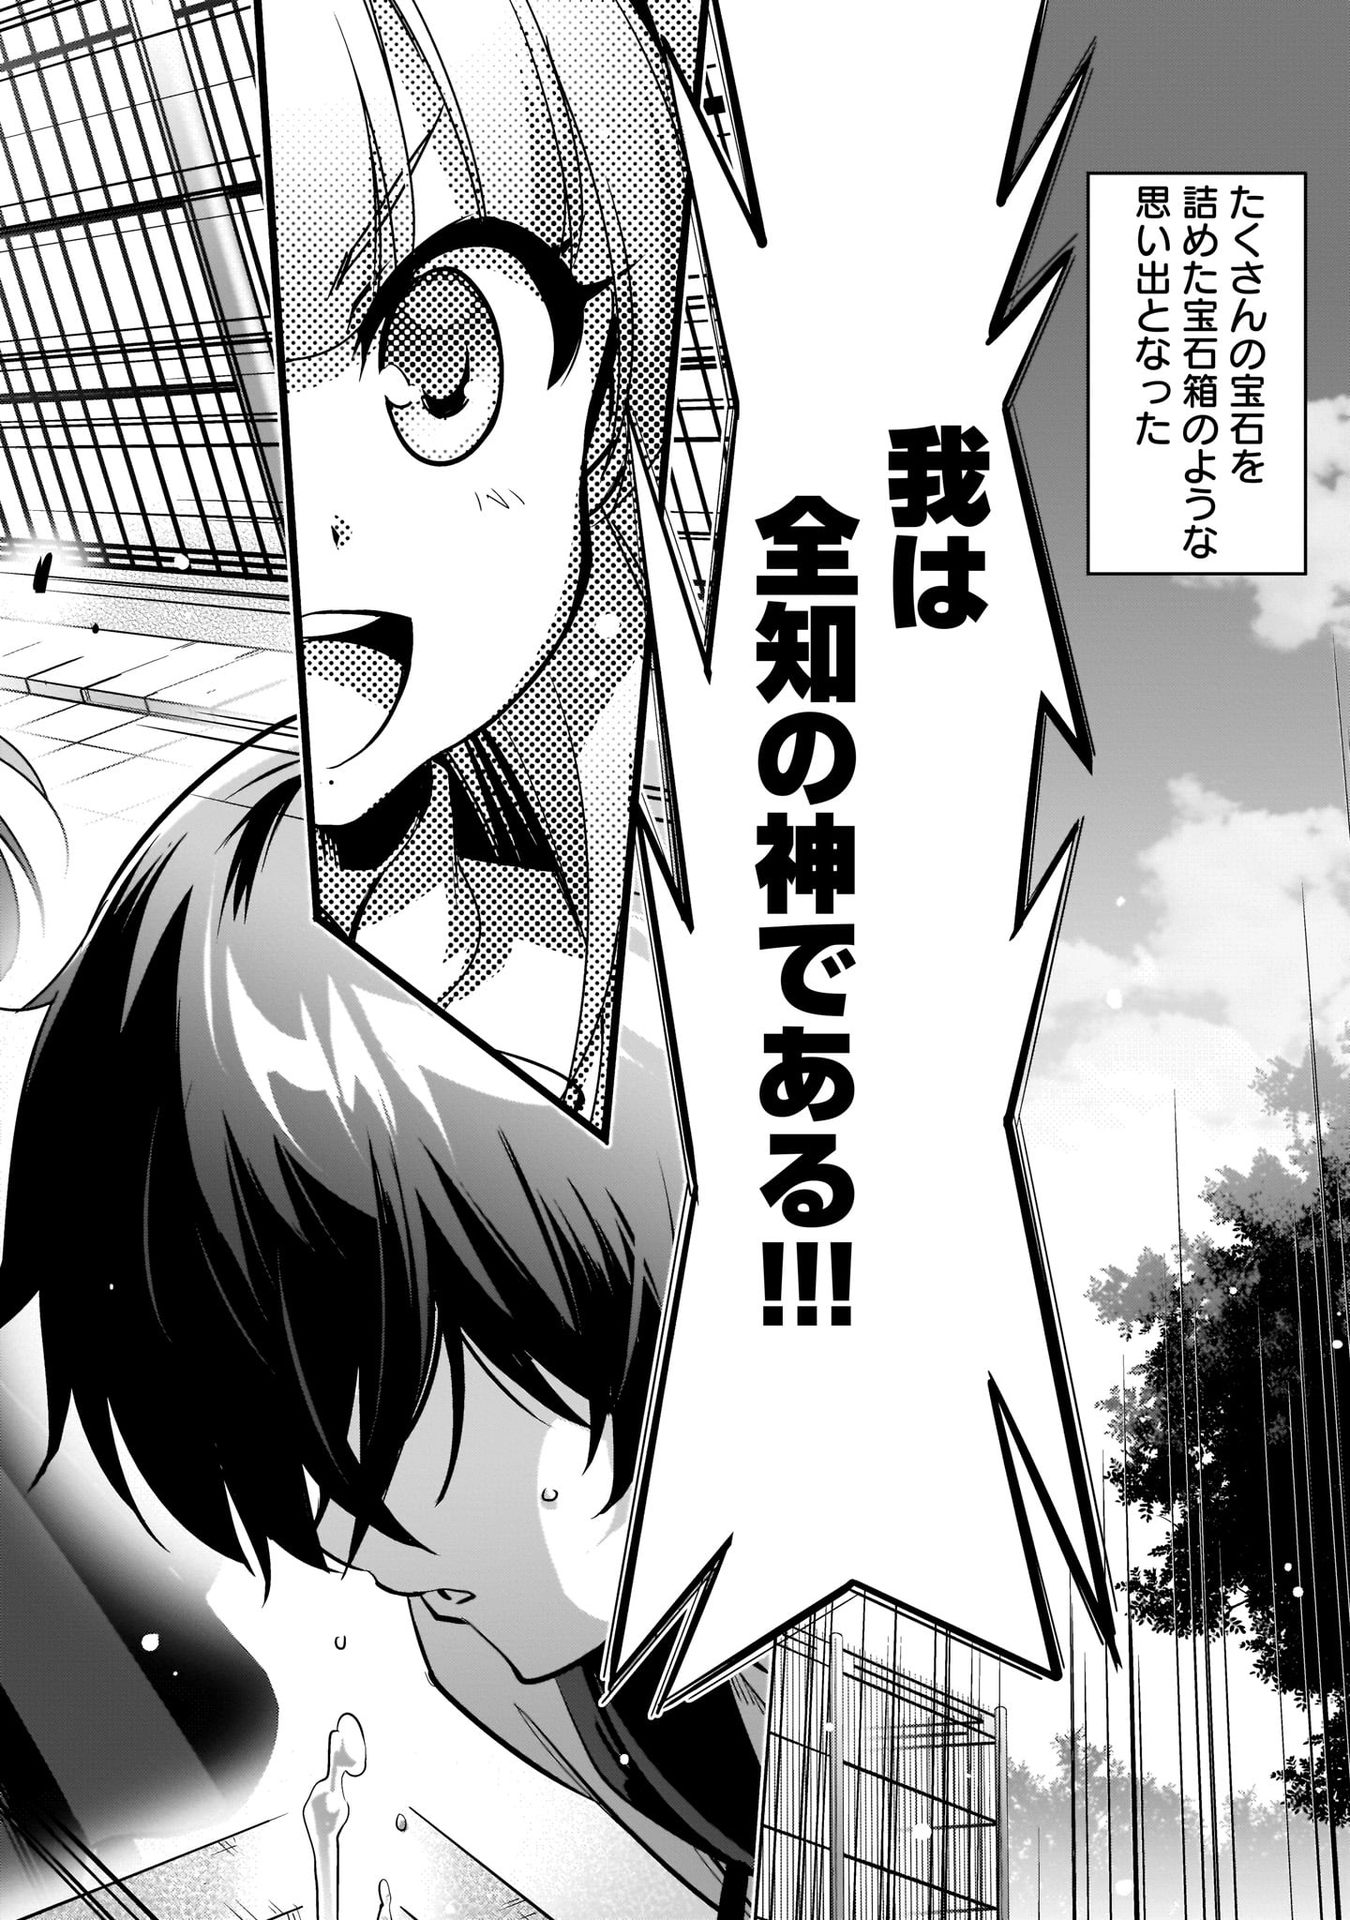 たくさんの宝石を
詰めた宝石箱のような
思い出となった
我は
全知の神である!!!